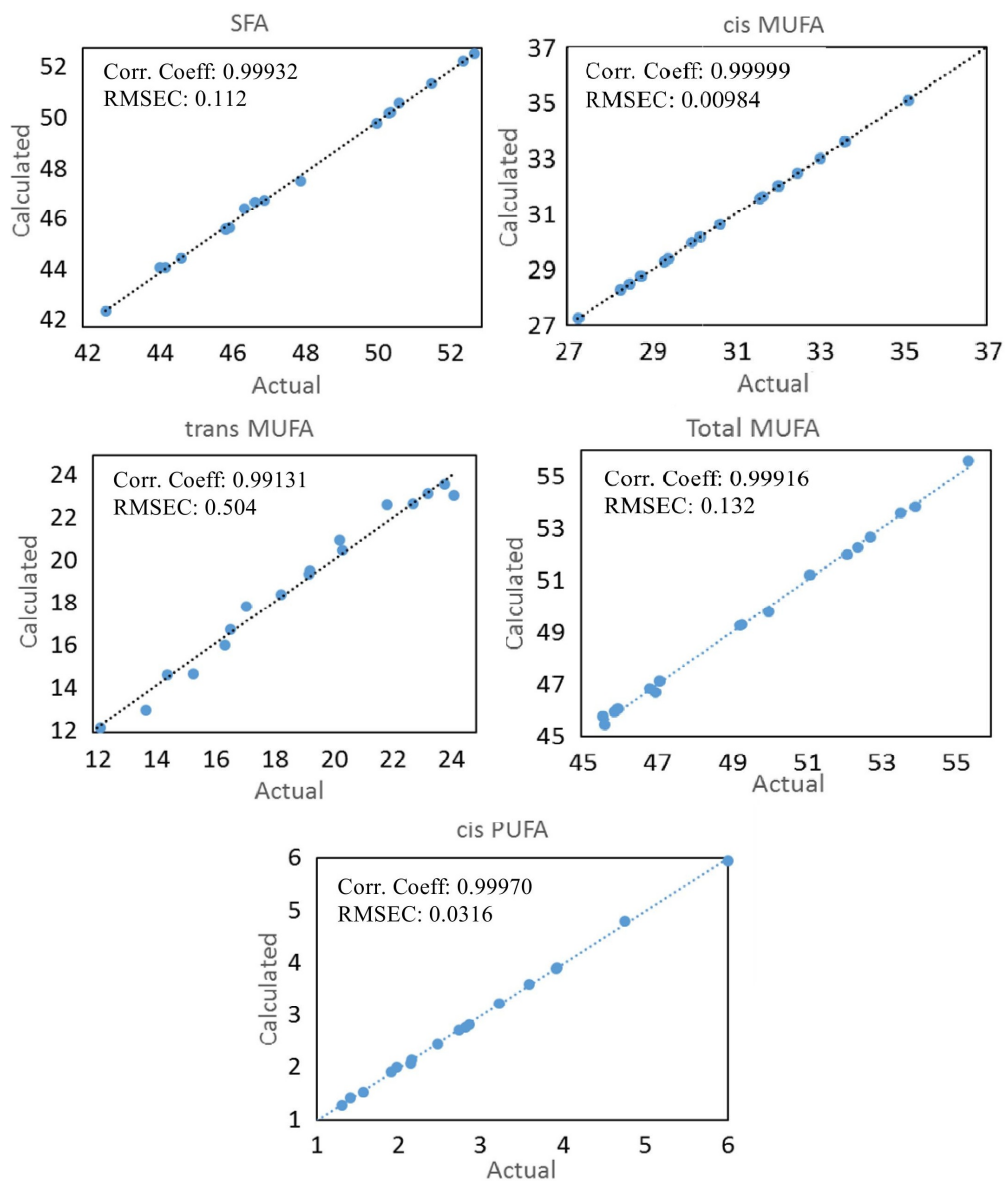 SFA
Corr. Coeff: 0.99932
RMSEC: 0.112
Calculated
52
50
48
46
44
42
42 44 46 48 50 52
Actual
cis MUFA
Corr. Coeff: 0.99999
RMSEC: 0.00984
Calculated
37
35
33
31
29
27
27 29 31 33 35 37
Actual
trans MUFA
Corr. Coeff: 0.99131
RMSEC: 0.504
Calculated
24
22
20
18
16
14
12
12 14 16 18 20 22 24
Actual
Total MUFA
Corr. Coeff: 0.99916
RMSEC: 0.132
Calculated
55
53
51
49
47
45
45 47 49 51 53 55
Actual
cis PUFA
Corr. Coeff: 0.99970
RMSEC: 0.0316
Calculated
6
5
4
3
2
1
1 2 3 4 5 6
Actual